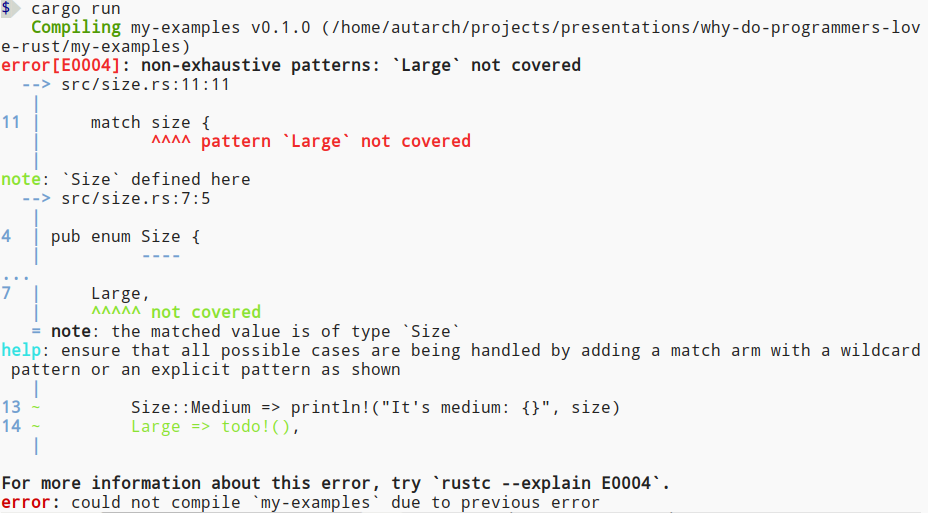 $ cargo run
   Compiling my-examples v0.1.0 (/home/autarch/projects/presentations/why-do-programmers-lov
e-rust/my-examples)
error[E0004]: non-exhaustive patterns: `Large` not covered
  --> src/size.rs:11:11
   |
11 |     match size {
   |           ^^^^ pattern `Large` not covered
   |
note: `Size` defined here
  --> src/size.rs:7:5
   |
4  | pub enum Size {
   |          ----
...
7  |     Large,
   |     ^^^^^ not covered
   = note: the matched value is of type `Size`
help: ensure that all possible cases are being handled by adding a match arm with a wildcard
 pattern or an explicit pattern as shown
   |
13 ~         Size::Medium => println!("It's medium: {}", size)
14 ~         Large => todo!(),
   |

For more information about this error, try `rustc --explain E0004`.
error: could not compile `my-examples` due to previous error